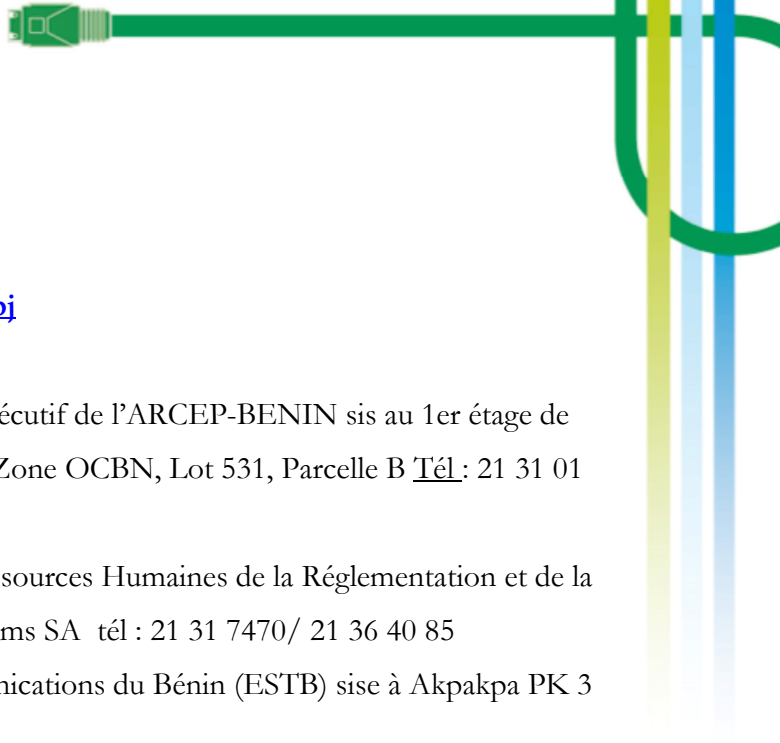 bj
écutif de l’ARCEP-BENIN sis au 1er étage de
Zone OCBN, Lot 531, Parcelle B Tél : 21 31 01
sources Humaines de la Réglementation et de la
ms SA tél : 21 31 7470/ 21 36 40 85
nications du Bénin (ESTB) sise à Akpakpa PK 3